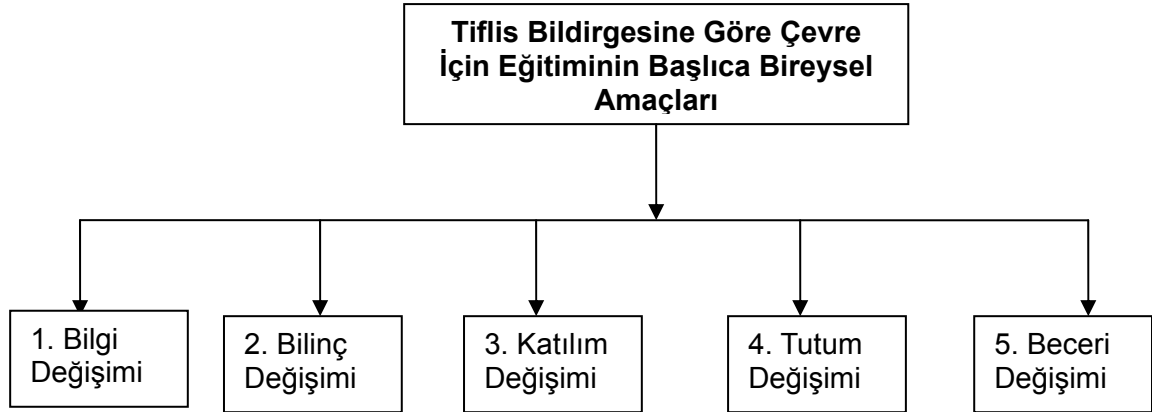 Tiflis Bildirgesine Göre Çevre
İçin Eğitiminin Başlıca Bireysel
Amaçları
1. Bilgi
Değişimi
2. Bilinç
Değişimi
3. Katılım
Değişimi
4. Tutum
Değişimi
5. Beceri
Değişimi